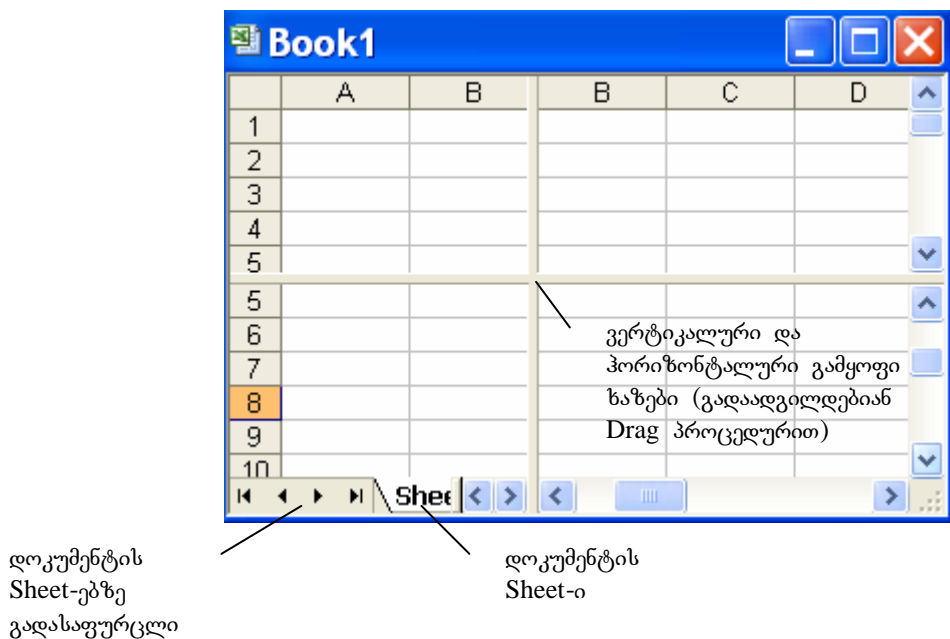 Book1
A B B C D
1
2
3
4
5
5
6
7
8
9
10
ვერტიკალური და
ჰორიზონტალური გამყოფი
ხაზები (გადაადგილდებიან
Drag პროცედურით)
Shee
დოკუმენტის
Sheet-ებზე
გადასაფურცლი
დოკუმენტის
Sheet-ი